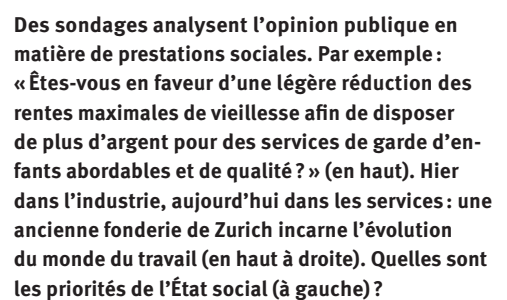 Des sondages analysent l’opinion publique en
matière de prestations sociales. Par exemple :
« Êtes-vous en faveur d’une légère réduction des
rentes maximales de vieillesse afin de disposer
de plus d’argent pour des services de garde d’en-
fants abordables et de qualité ? » (en haut). Hier
dans l’industrie, aujourd’hui dans les services : une
ancienne fonderie de Zurich incarne l’évolution
du monde du travail (en haut à droite). Quelles sont
les priorités de l’État social (à gauche) ?